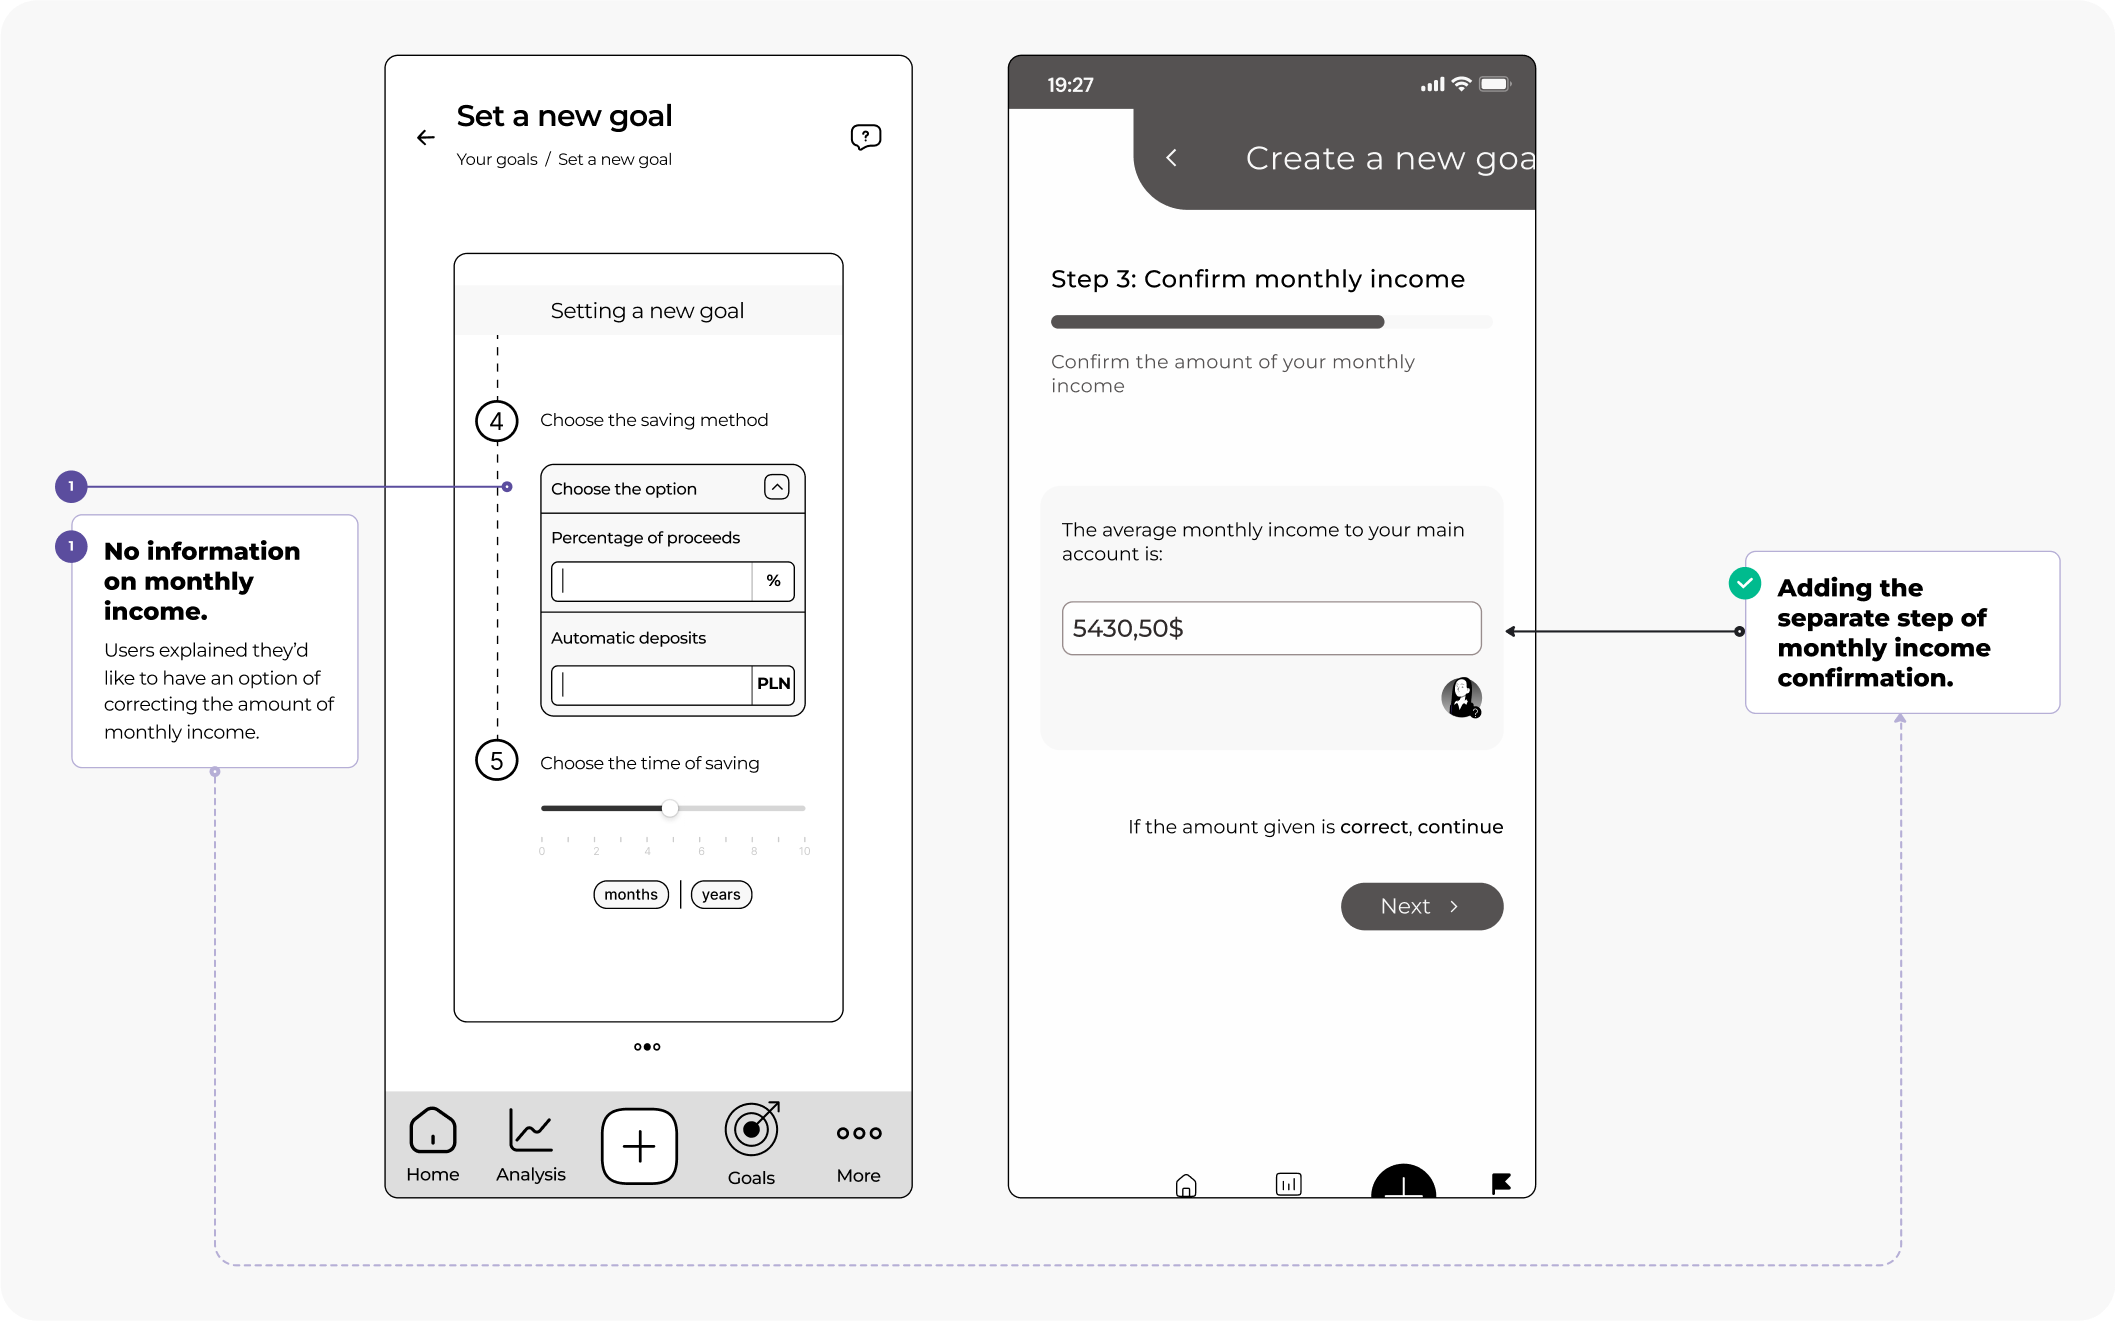 Set a new goal
Your goals / Set a new goal
?
Setting a new goal
4
Choose the saving method
Choose the option
Percentage of proceeds
%
Automatic deposits
PLN
5
Choose the time of saving
0 2 4 6 8 10
months
years
Home
Analysis
Goals
More
1
1
No information
on monthly
income.
Users explained they’d
like to have an option of
correcting the amount of
monthly income.
19:27
Create a new goa
Step 3: Confirm monthly income
Confirm the amount of your monthly
income
The average monthly income to your main
account is:
5430,50$
?
If the amount given is correct, continue
Next
Adding the
separate step of
monthly income
confirmation.